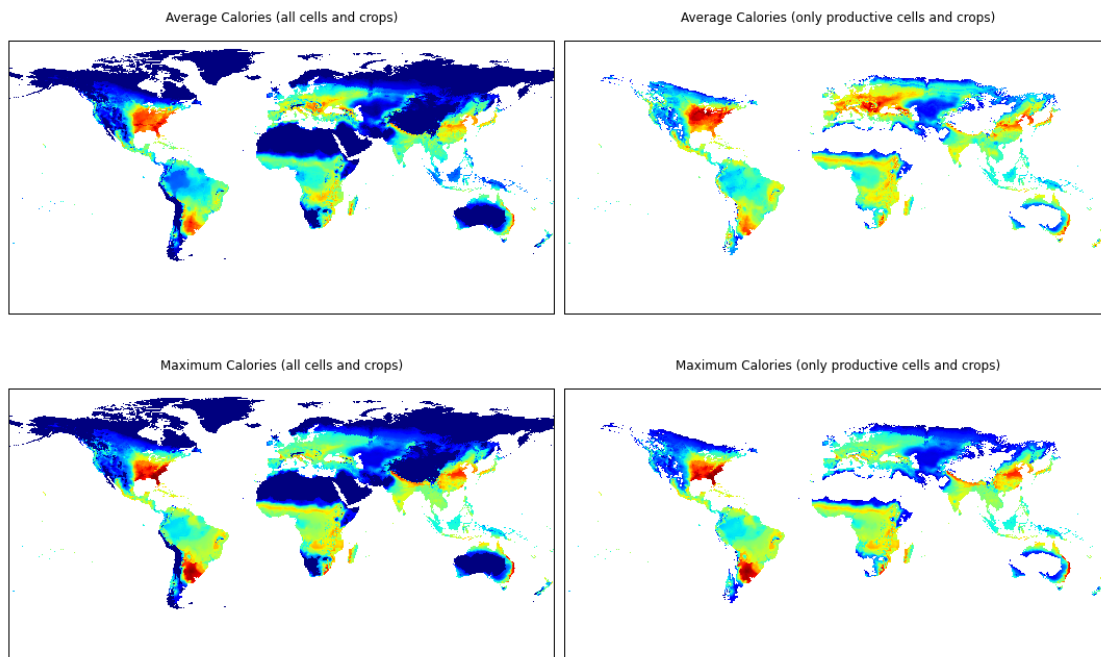 Average Calories (all cells and crops)
Average Calories (only productive cells and crops)
Maximum Calories (all cells and crops)
Maximum Calories (only productive cells and crops)